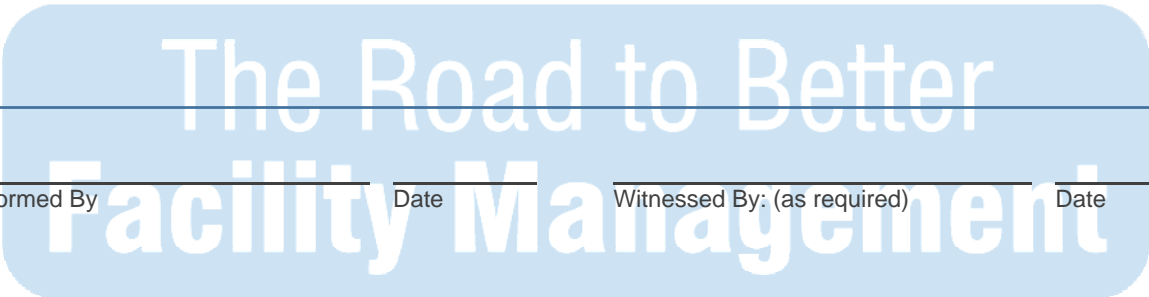 The Road to Better
ormed By Date Witnessed By: (as required) Date
Facility Management